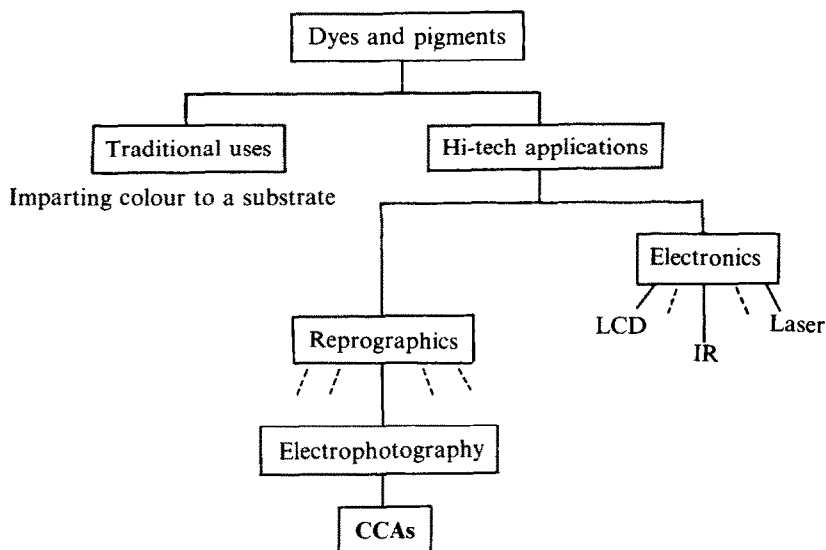 Dyes and pigments
Traditional uses
Hi-tech applications
Imparting colour to a substrate
Electronics
LCD
IR
Laser
Reprographics
Electrophotography
CCAs